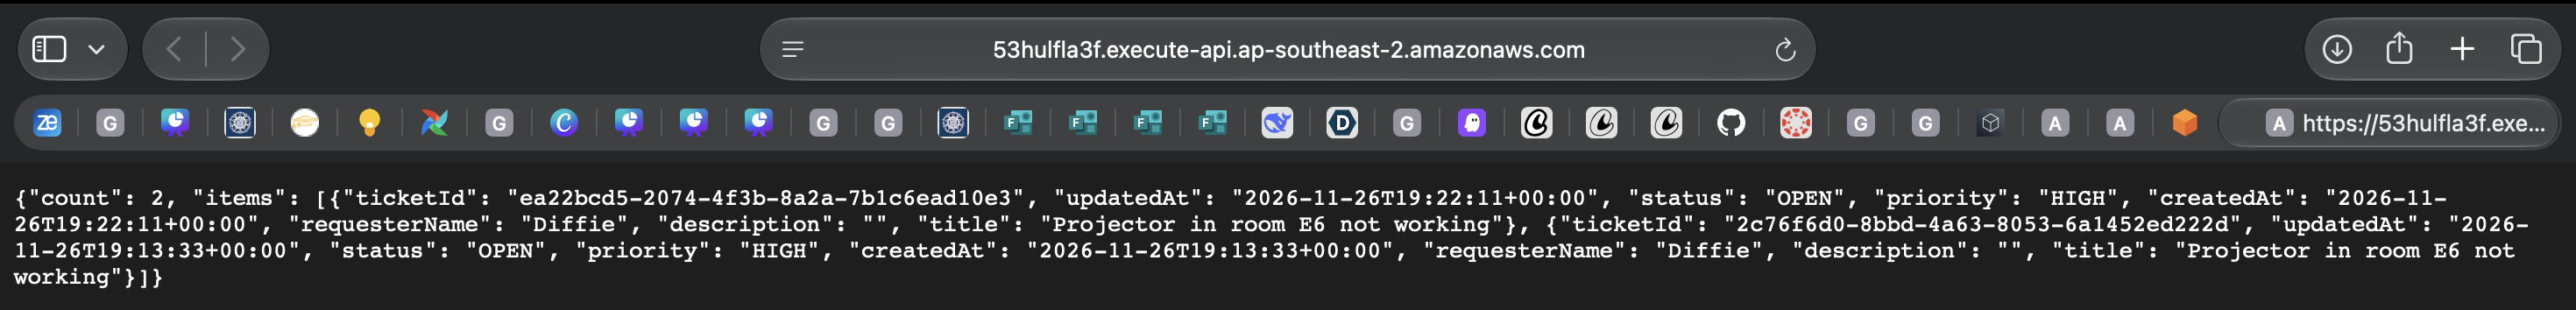 53hulfla3f.execute-api.ap-southeast-2.amazonaws.com
https://53hulfla3f.exe...
{"count": 2, "items": [{"ticketId": "ea22bcd5-2074-4f3b-8a2a-7b1c6ead10e3", "updatedAt": "2026-11-26T19:22:11+00:00", "status": "OPEN", "priority": "HIGH", "createdAt": "2026-11-
26T19:22:11+00:00", "requesterName": "Diffie", "description": "", "title": "Projector in room E6 not working"}, {"ticketId": "2c76f6d0-8bbd-4a63-8053-6a1452ed222d", "updatedAt": "2026-
11-26T19:13:33+00:00", "status": "OPEN", "priority": "HIGH", "createdAt": "2026-11-26T19:13:33+00:00", "requesterName": "Diffie", "description": "", "title": "Projector in room E6 not
working"}]}